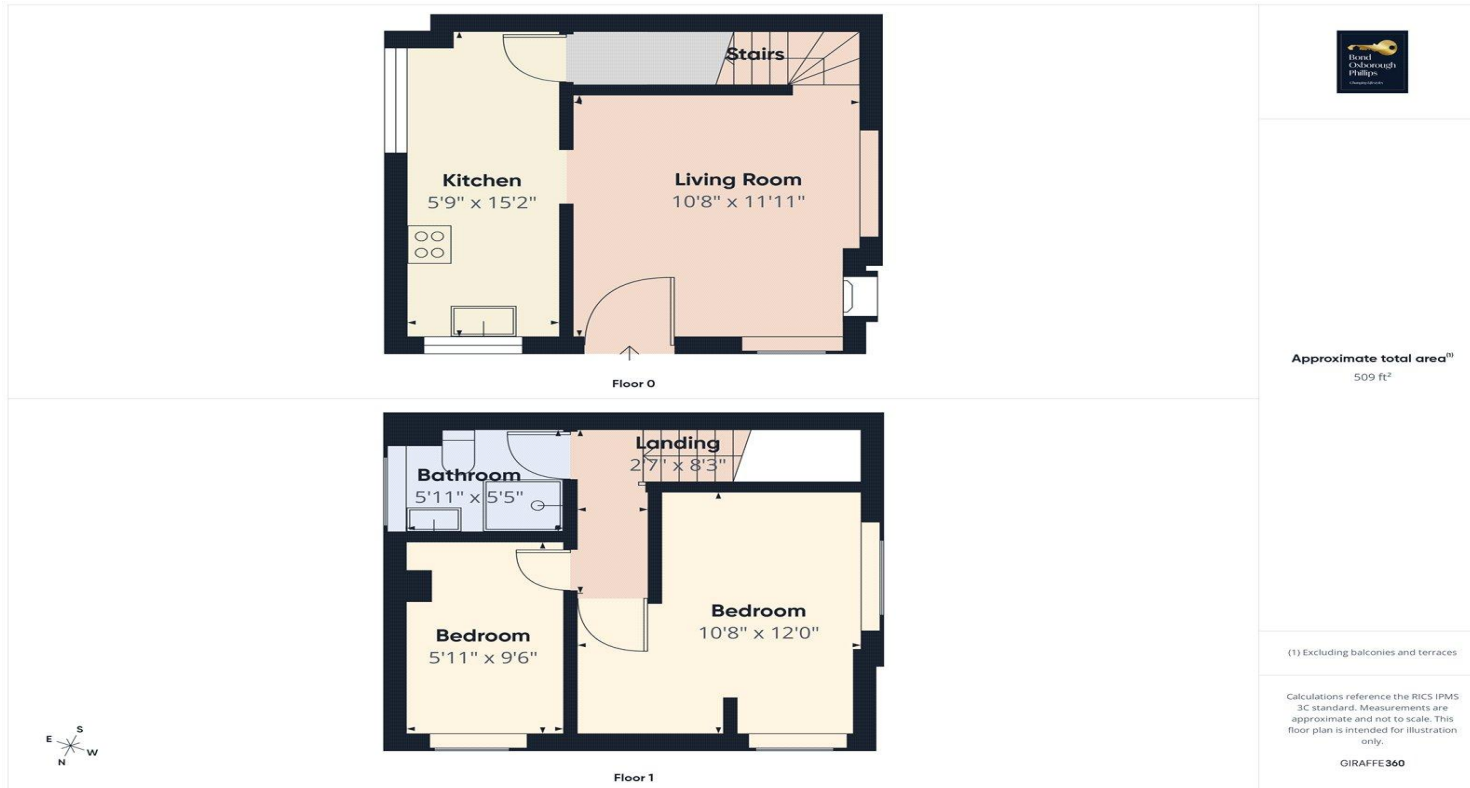 Stairs
Kitchen
5'9" x 15'2"
Living Room
10'8" x 11'11"
Floor 0
Landing
2'7" x 8'3"
Bathroom
5'11" x 5'5"
Bedroom
10'8" x 12'0"
Bedroom
5'11" x 9'6"
S
E
W
N
Floor 1
Bond
Oxborough
Phillips
Approximate total area(1)
509 ft²
(1) Excluding balconies and terraces
Calculations reference the RICS IPMS
3C standard. Measurements are
approximate and not to scale. This
floor plan is intended for illustration
only.
GIRAFFE360